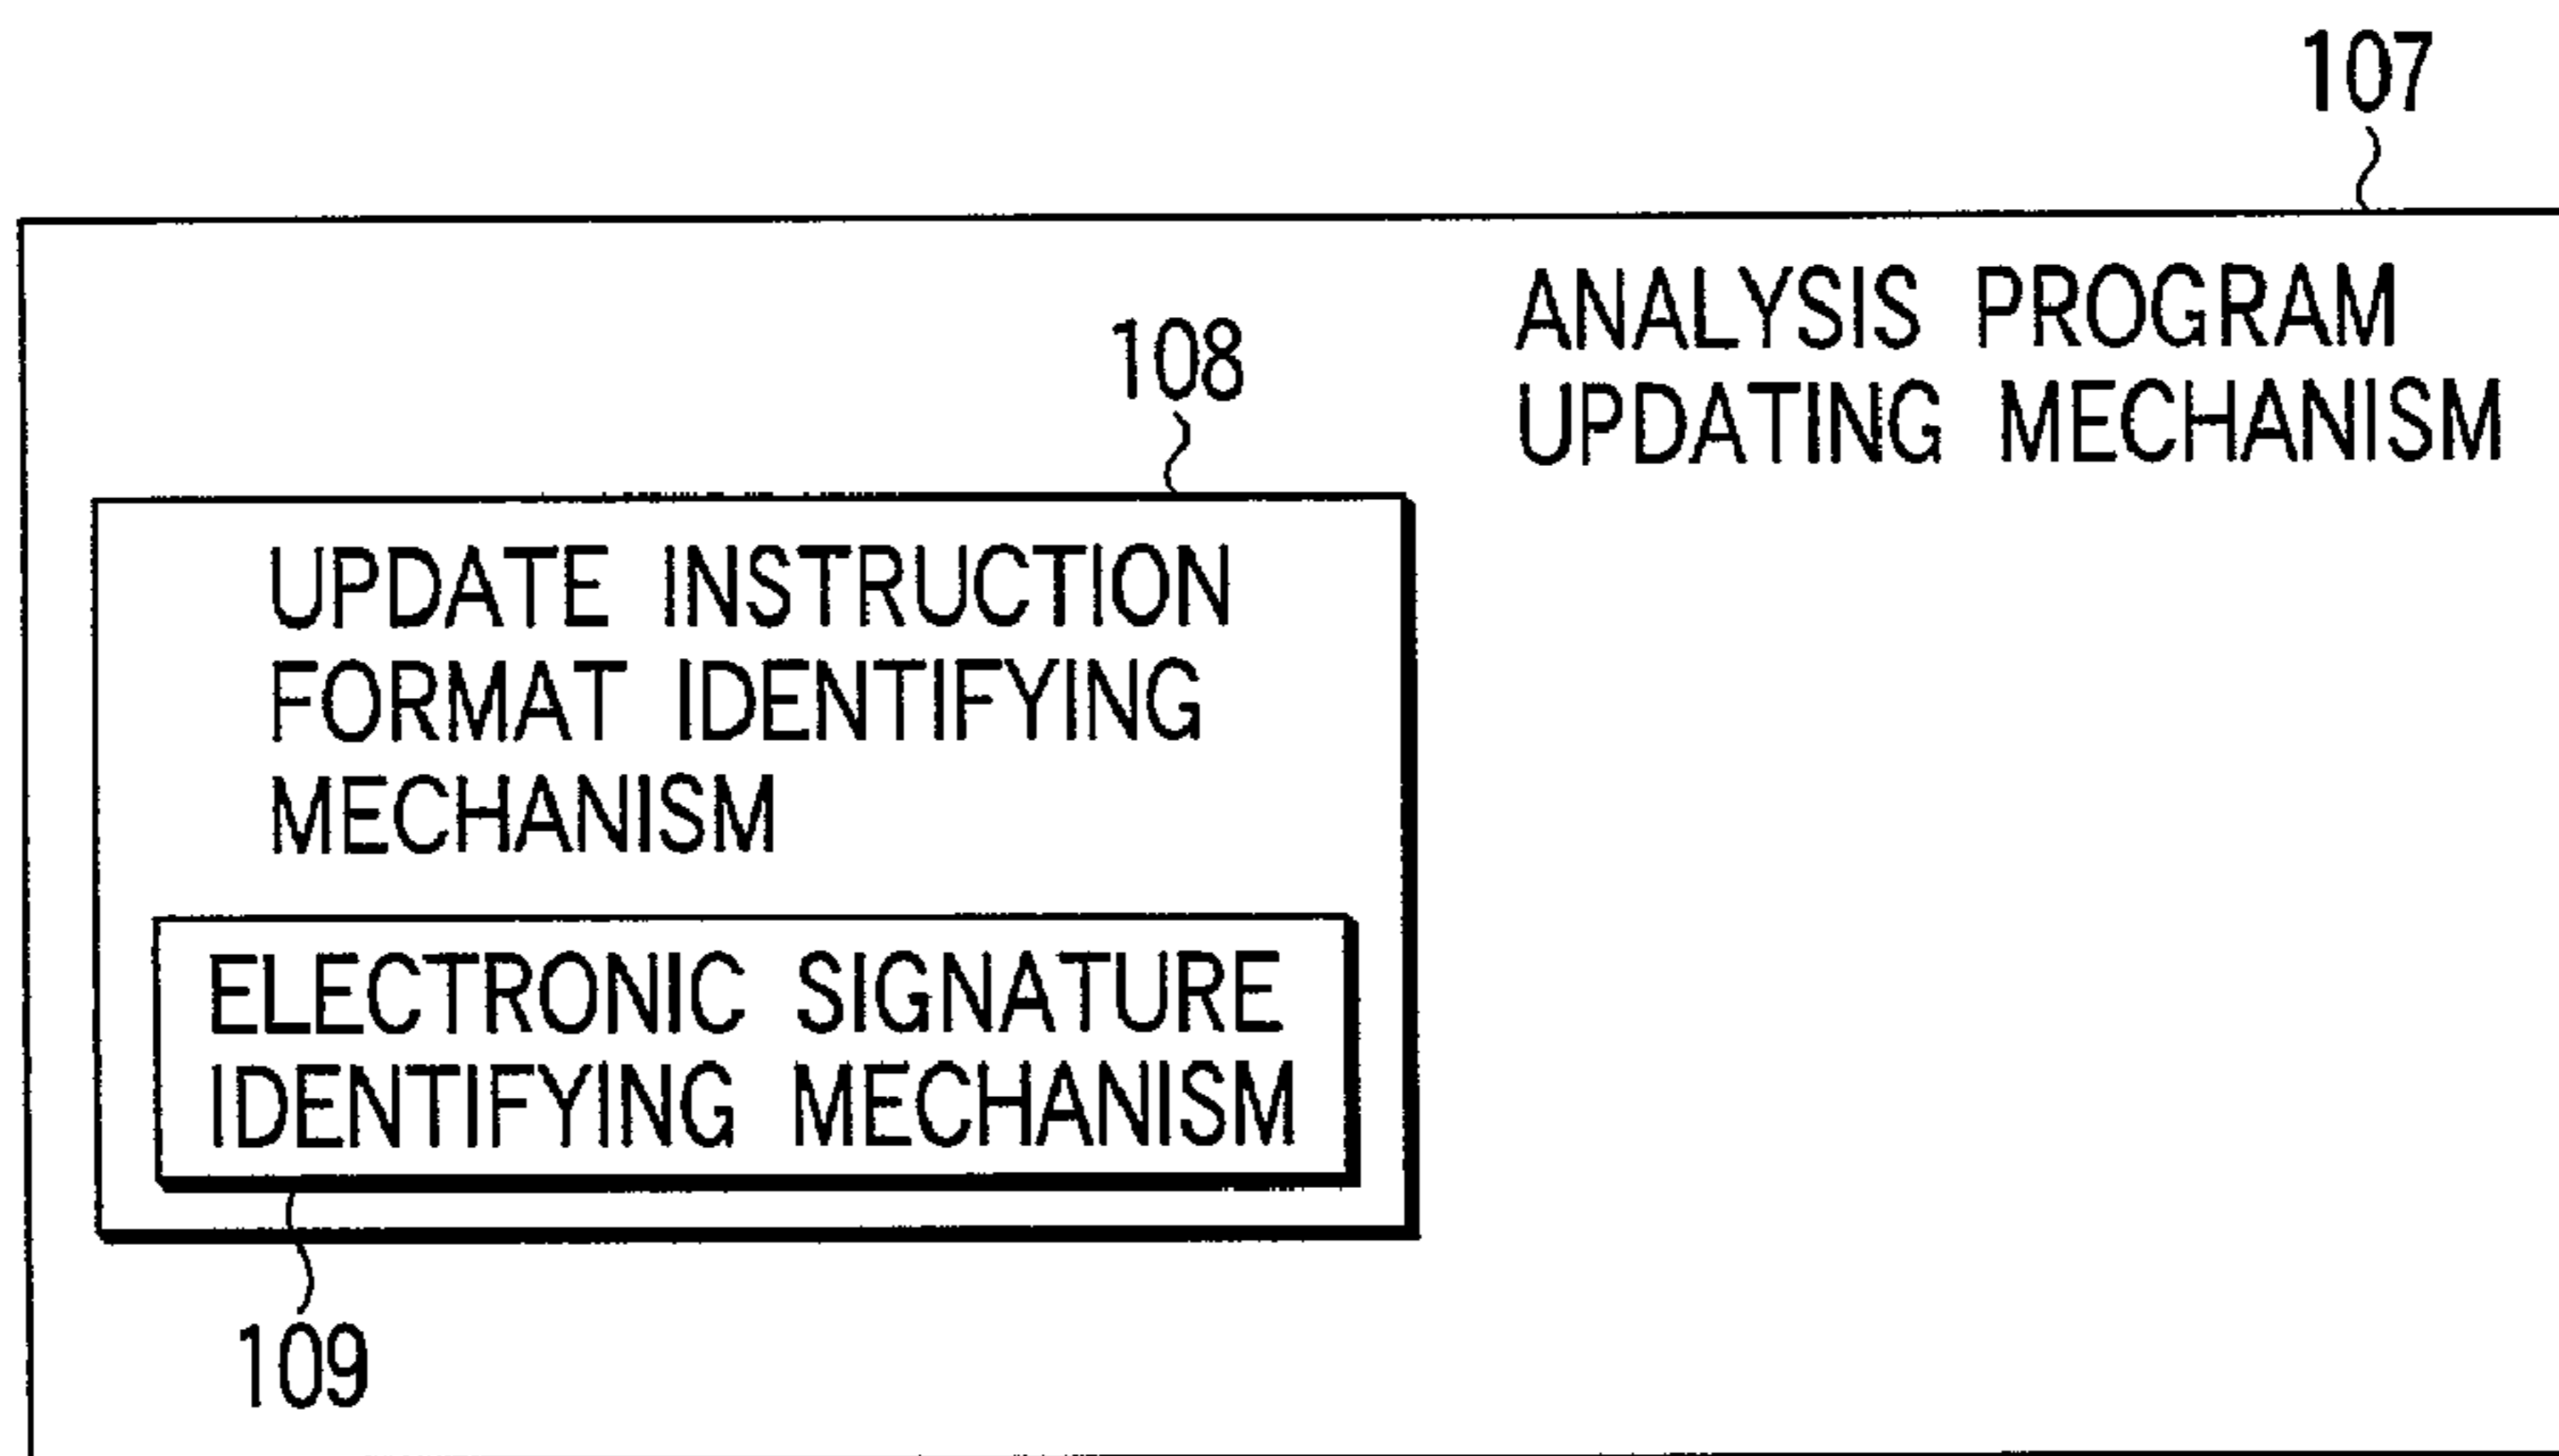 107
ANALYSIS PROGRAM
UPDATING MECHANISM
108
UPDATE INSTRUCTION
FORMAT IDENTIFYING
MECHANISM
ELECTRONIC SIGNATURE
IDENTIFYING MECHANISM
109